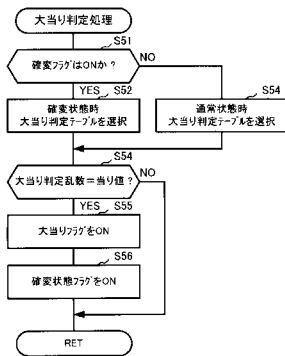 大当り判定処理
S51
確変フラグはONか?
NO
YES
S52
S54
確変状態時
大当り判定テーブルを選択
通常状態時
大当り判定テーブルを選択
S54
大当り判定乱数=当り値?
NO
YES
S55
大当りフラグをON
S56
確変状態フラグをON
RET